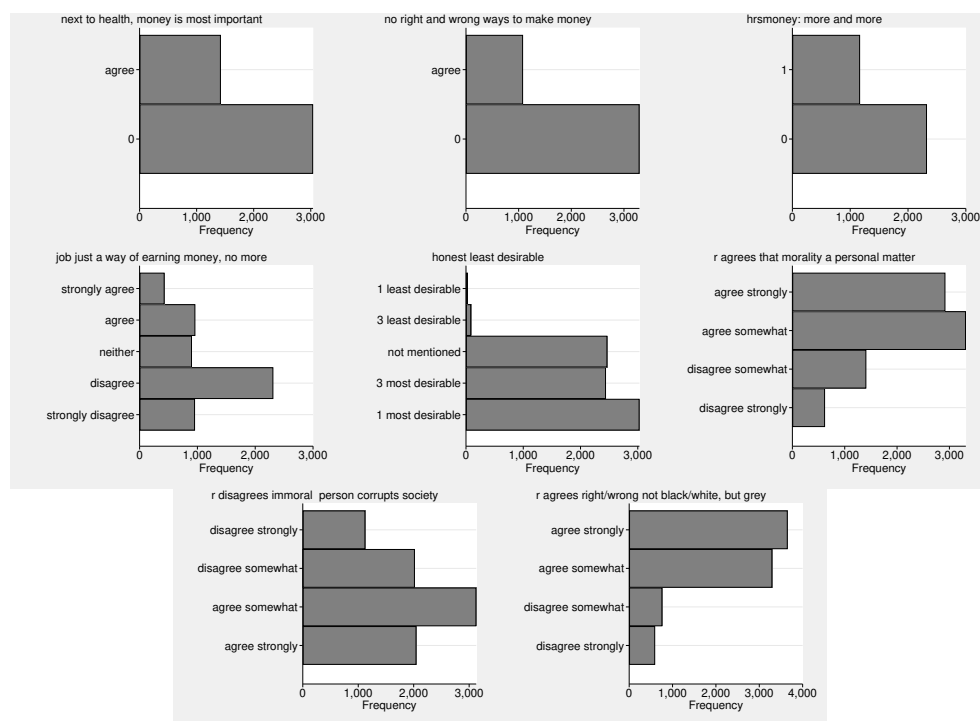 next to health, money is most important
agree
0
0 1,000 2,000 3,000
Frequency
no right and wrong ways to make money
agree
0
0 1,000 2,000 3,000
Frequency
hrsmoney: more and more
1
0
0 1,000 2,000 3,000
Frequency
job just a way of earning money, no more
strongly agree
agree
neither
disagree
strongly disagree
0 1,000 2,000 3,000
Frequency
honest least desirable
1 least desirable
3 least desirable
not mentioned
3 most desirable
1 most desirable
0 1,000 2,000 3,000
Frequency
r agrees that morality a personal matter
agree strongly
agree somewhat
disagree somewhat
disagree strongly
0 1,000 2,000 3,000
Frequency
r disagrees immoral  person corrupts society
disagree strongly
disagree somewhat
agree somewhat
agree strongly
0 1,000 2,000 3,000
Frequency
r agrees right/wrong not black/white, but grey
agree strongly
agree somewhat
disagree somewhat
disagree strongly
0 1,000 2,000 3,000 4,000
Frequency